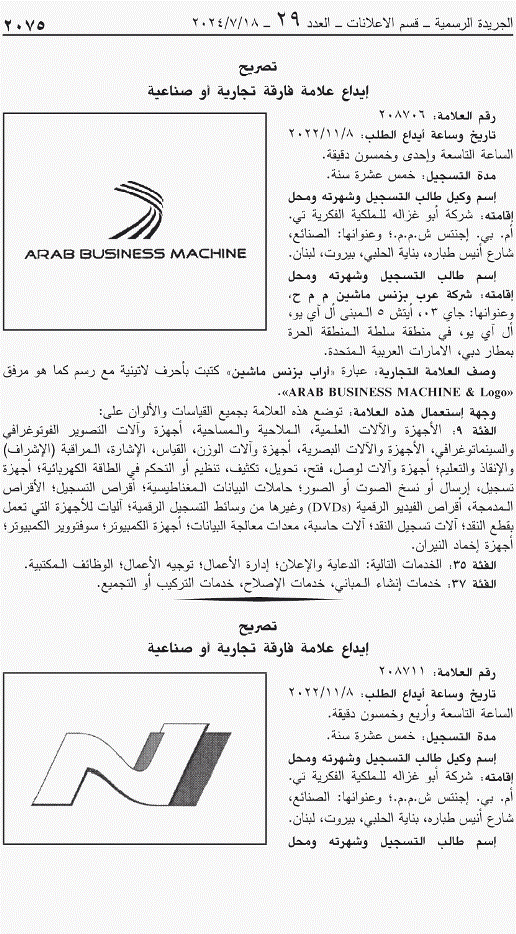 الجريدة الرسمية ـ قسم الاعلانات ـ العدد ٢٩ ـ ٢٠٢٤/٧/١٨
٢٠٧٥
تصريح
إيداع علامة فارقة تجارية أو صناعية
رقم العلامة: ٢٠٨٧٠٦
تاريخ وساعة أيداع الطلب: ٢٠٢٢/١١/٨
الساعة التاسعة وإحدى وخمسون دقيقة.
مدة التسجيل: خمس عشرة سنة.
إسم وكيل طالب التسجيل وشهرته ومحل
إقامته: شركة أبو غزاله للملكية الفكرية تي.
أم. بي. إجنتس ش.م.م.؛ وعنوانها: الصنائع،
شارع أنيس طباره، بناية الحلبي، بيروت، لبنان.
إسم طالب التسجيل وشهرته ومحل
إقامته: شركة عرب بزنس ماشين م م ح،
وعنوانها: جاي ٠٣، أيتش ٥ المبنى أل آي يو،
أل آي يو، في منطقة سلطة المنطقة الحرة
بمطار دبي، الامارات العربية المتحدة.
ARAB BUSINESS MACHINE
وصف العلامة التجارية: عبارة «أراب بزنس ماشين» كتبت بأحرف لاتينية مع رسم كما هو مرفق
«ARAB BUSINESS MACHINE & Logo».
وجهة إستعمال هذه العلامة: توضع هذه العلامة بجميع القياسات والألوان على:
الفئة ٩: الأجهزة والآلات العلمية، الملاحية والمساحية، أجهزة وآلات التصوير الفوتوغرافي
والسينماتوغرافي، الأجهزة والآلات البصرية، أجهزة وآلات الوزن، القياس، الإشارة، المراقبة (الإشراف)
والإنقاذ والتعليم؛ أجهزة وآلات لوصل، فتح، تحويل، تكثيف، تنظيم أو التحكم في الطاقة الكهربائية؛ أجهزة
تسجيل، إرسال أو نسخ الصوت أو الصور؛ حاملات البيانات المغناطيسية؛ أقراص التسجيل؛ الأقراص
المدمجة، أقراص الفيديو الرقمية (DVDs) وغيرها من وسائط التسجيل الرقمية؛ آليات للأجهزة التي تعمل
بقطع النقد؛ آلات تسجيل النقد؛ آلات حاسبة، معدات معالجة البيانات؛ أجهزة الكمبيوتر؛ سوفتووير الكمبيوتر؛
أجهزة إخماد النيران.
الفئة ٣٥: الخدمات التالية: الدعاية والإعلان؛ إدارة الأعمال؛ توجيه الأعمال؛ الوظائف المكتبية.
الفئة ٣٧: خدمات إنشاء المباني، خدمات الإصلاح، خدمات التركيب أو التجميع.
تصريح
إيداع علامة فارقة تجارية أو صناعية
رقم العلامة: ٢٠٨٧١١
تاريخ وساعة أيداع الطلب: ٢٠٢٢/١١/٨
الساعة التاسعة وأربع وخمسون دقيقة.
مدة التسجيل: خمس عشرة سنة.
إسم وكيل طالب التسجيل وشهرته ومحل
إقامته: شركة أبو غزاله للملكية الفكرية تي.
أم. بي. إجنتس ش.م.م.؛ وعنوانها: الصنائع،
شارع أنيس طباره، بناية الحلبي، بيروت، لبنان.
إسم طالب التسجيل وشهرته ومحل